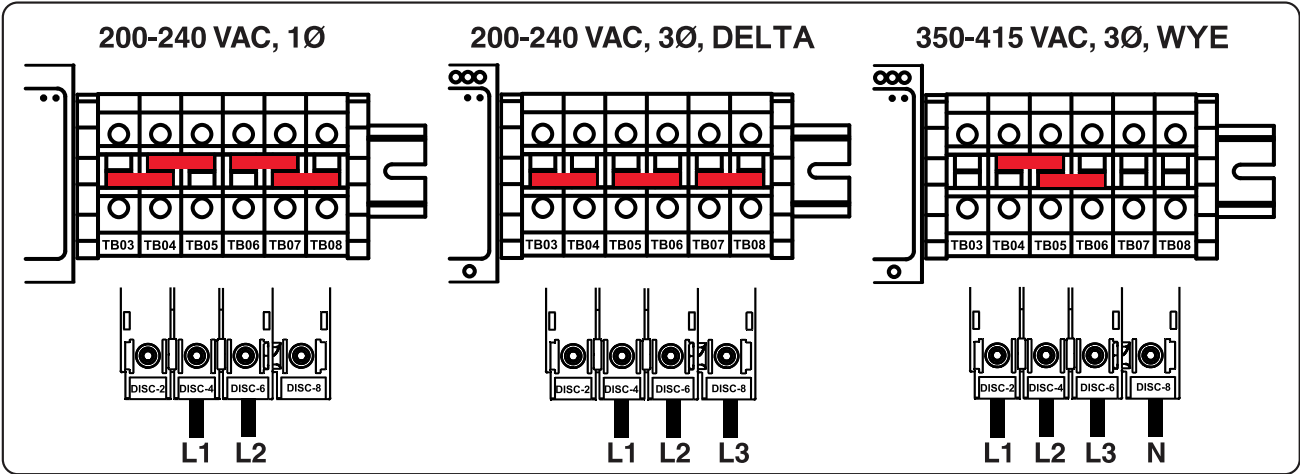 200-240 VAC, 1Ø
TB03 TB04 TB05 TB06 TB07 TB08
DISC-2 DISC-4 DISC-6 DISC-8
L1 L2
200-240 VAC, 3Ø, DELTA
TB03 TB04 TB05 TB06 TB07 TB08
DISC-2 DISC-4 DISC-6 DISC-8
L1 L2 L3
350-415 VAC, 3Ø, WYE
TB03 TB04 TB05 TB06 TB07 TB08
DISC-2 DISC-4 DISC-6 DISC-8
L1 L2 L3 N